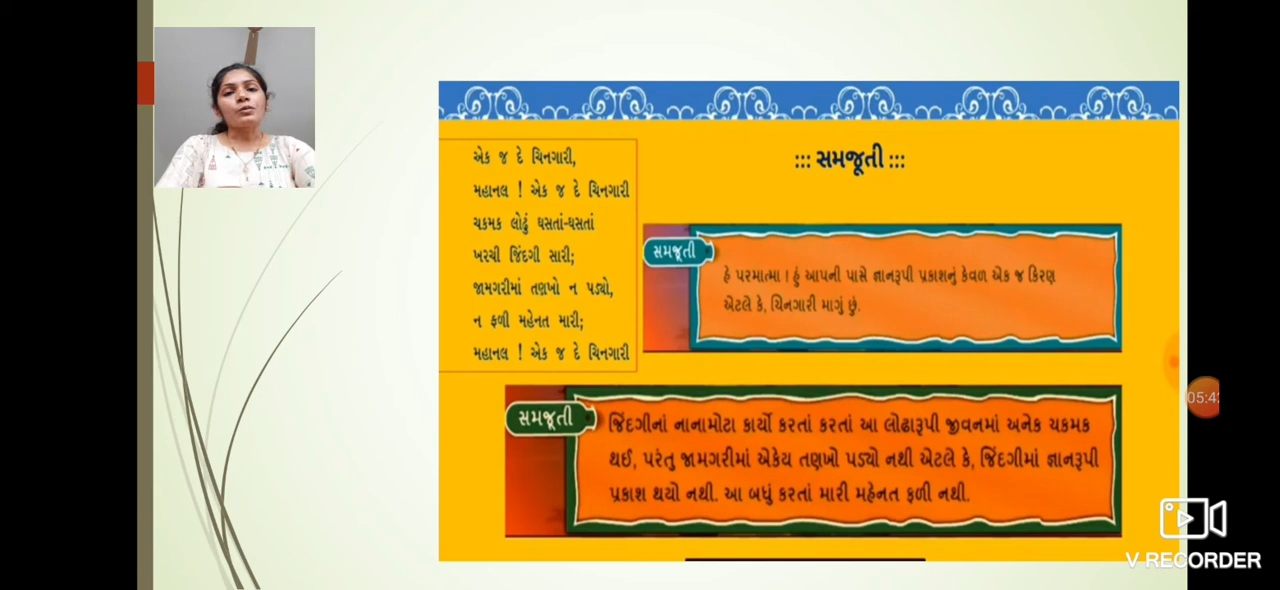 એક જ દે ચિનગારી,
મહાનલ ! એક જ દે ચિનગારી
ચકમક લોઢું ઘસતાં-ઘસતાં
ખરચી જિંદગી સારી;
જામગરીમાં તણખો ન પડ્યો,
ન ફળી મહેનત મારી;
મહાનલ ! એક જ દે ચિનગારી
::: સમજૂતી :::
સમજૂતી
હે પરમાત્મા ! હું આપની પાસે જ્ઞાનરૂપી પ્રકાશનું કેવળ એક જ કિરણ
એટલે કે, ચિનગારી માગું છું.
સમજૂતી
જિંદગીનાં નાનામોટા કાર્યો કરતાં કરતાં આ લોઢારૂપી જીવનમાં અનેક ચકમક
થઈ, પરંતુ જામગરીમાં એકેય તણખો પડ્યો નથી એટલે કે, જિંદગીમાં જ્ઞાનરૂપી
પ્રકાશ થયો નથી. આ બધું કરતાં મારી મહેનત ફળી નથી.
05:42
V RECORDER